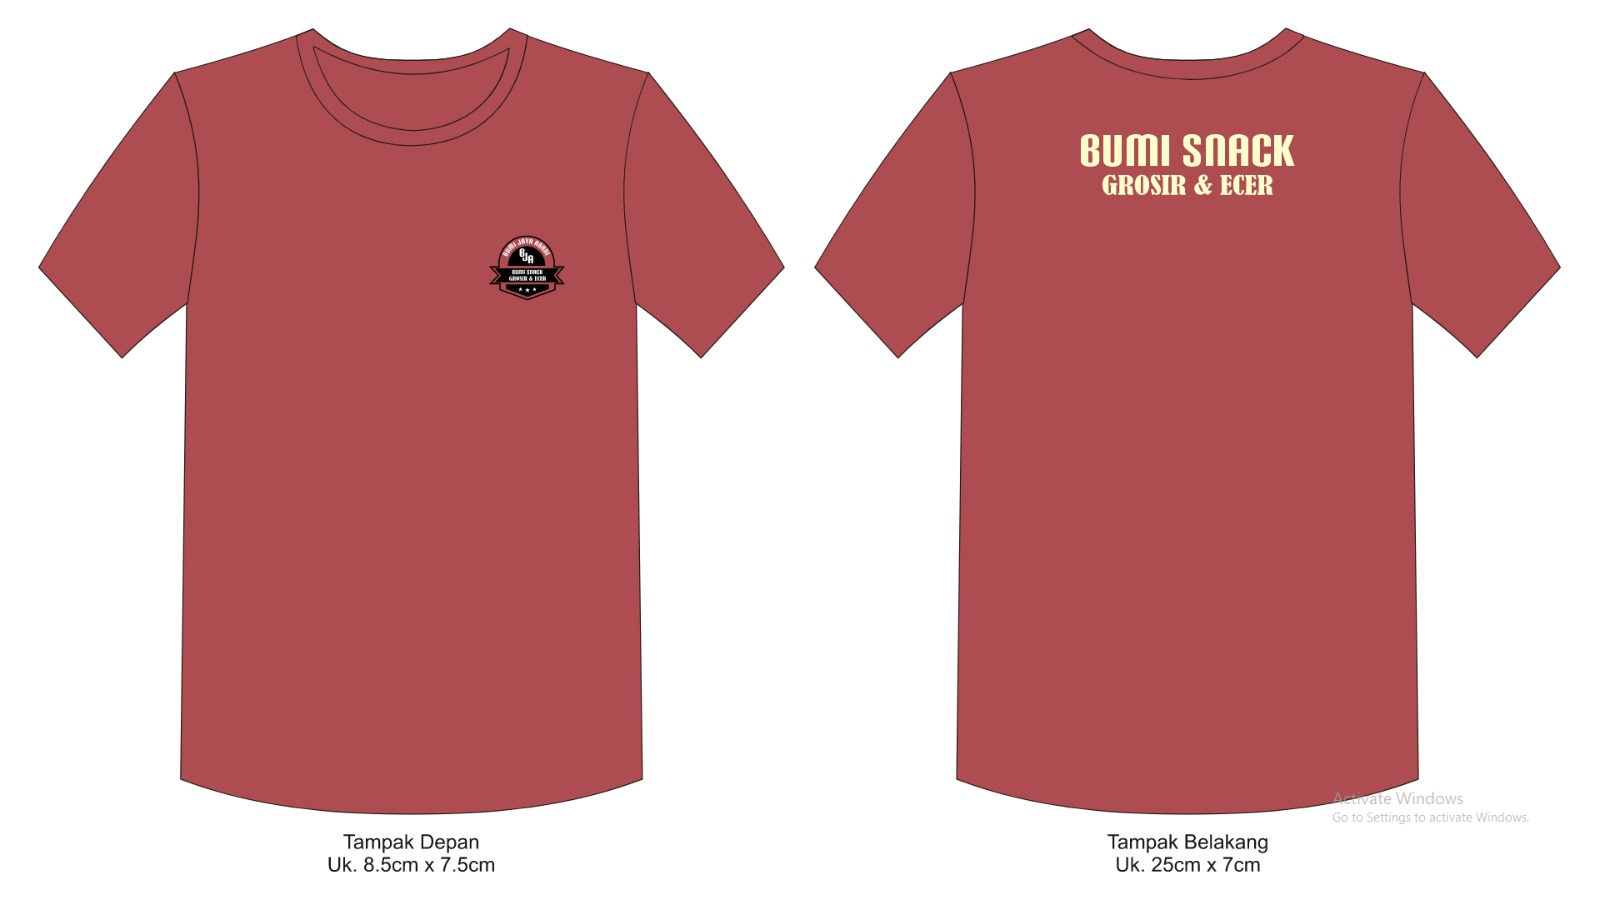 BUMI JAYA ABADI
BJA
BUMI SNACK
GROSIR & ECER
BUMI SNACK
GROSIR & ECER
Tampak Depan
Uk. 8.5cm x 7.5cm
Tampak Belakang
Uk. 25cm x 7cm
Activate Windows
Go to Settings to activate Windows.